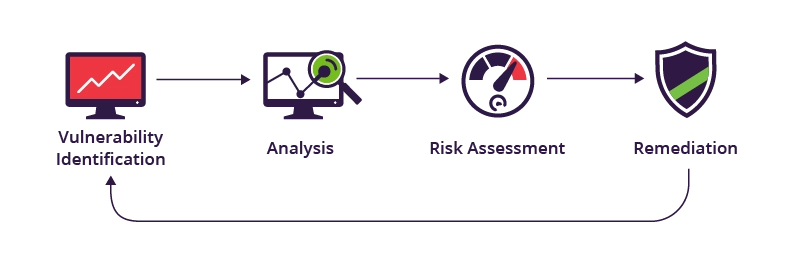 Vulnerability
Identification
Analysis
Risk Assessment
Remediation